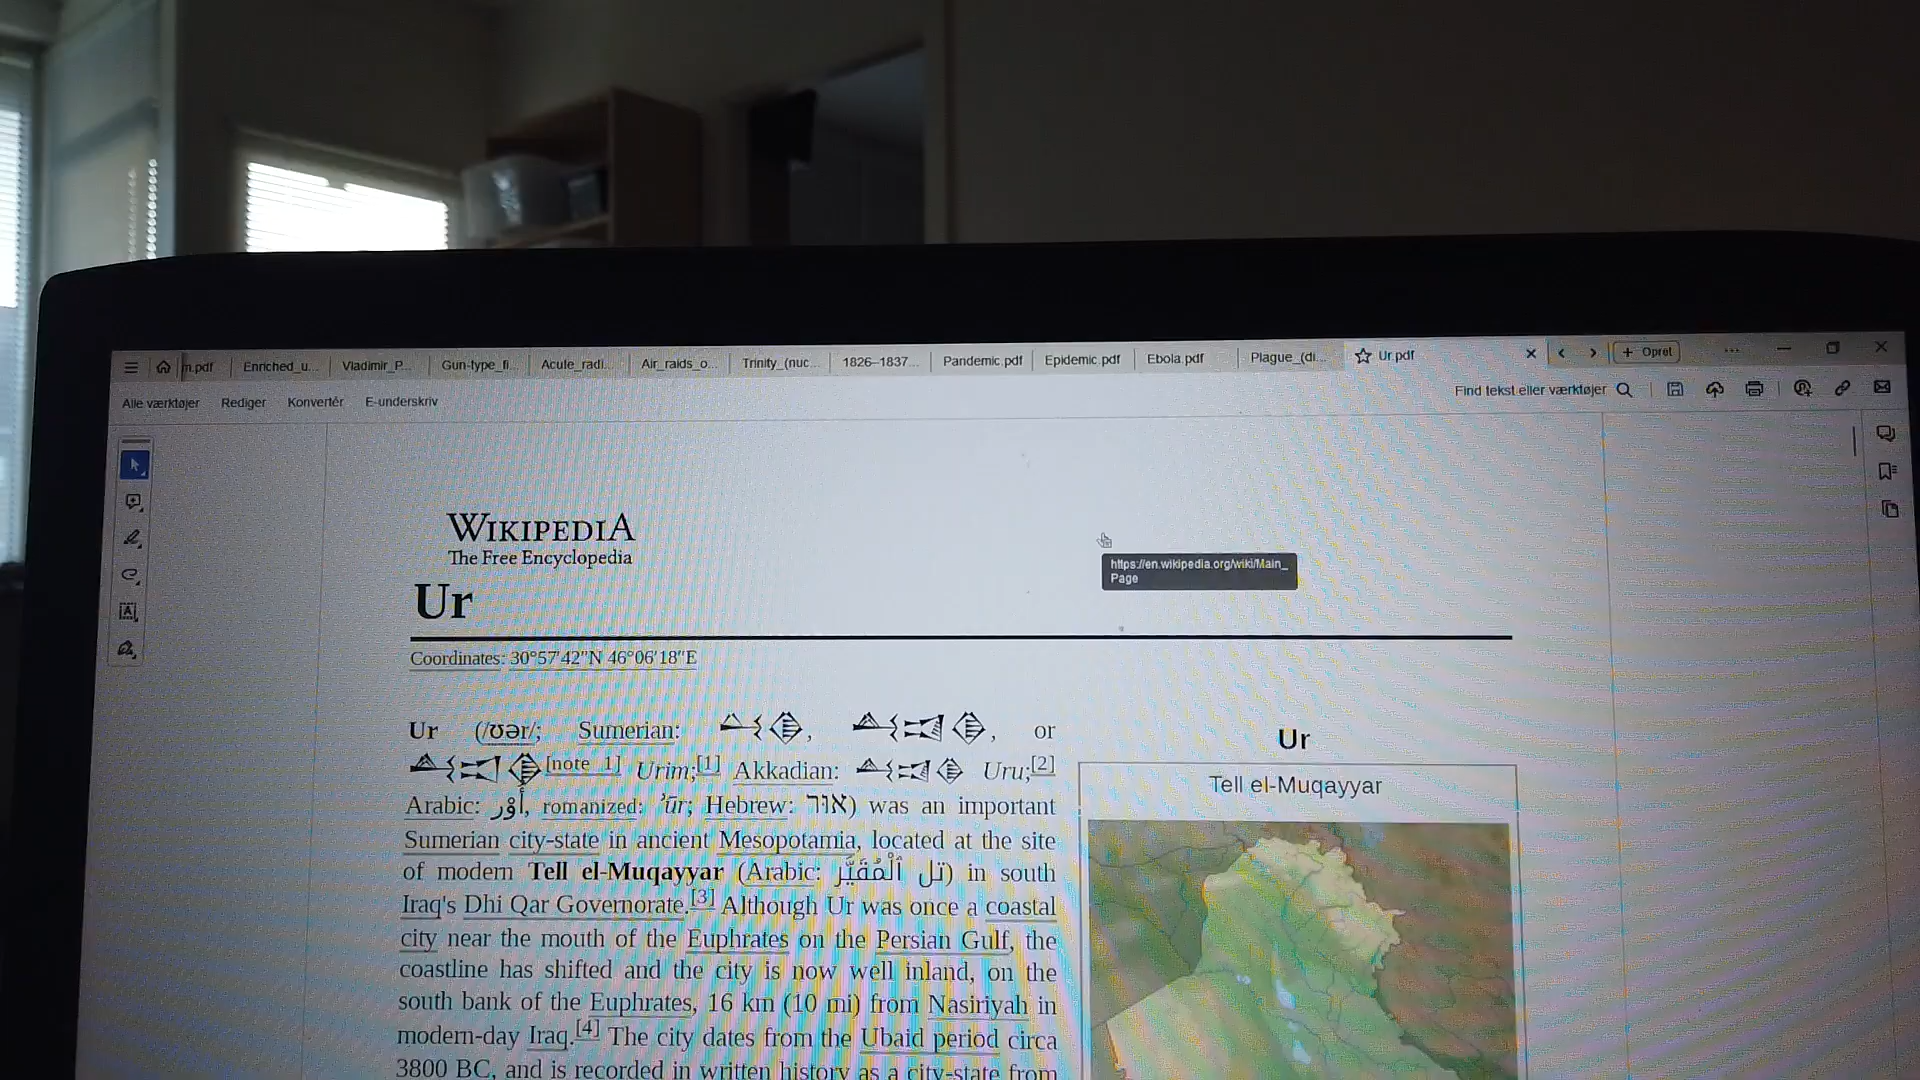 m.pdf Enriched_u... Vladimir_P... Gun-type_fi... Acute_radi... Air_raids_o... Trinity_(nuc... 1826–1837... Pandemic.pdf Epidemic.pdf Ebola.pdf Plague_(di... Ur.pdf + Opret
Alle værktøjer Rediger Konvertér E-underskriv Find tekst eller værktøjer
WIKIPEDIA
The Free Encyclopedia
https://en.wikipedia.org/wiki/Main_
Page
Ur
Coordinates: 30°57′42″N 46°06′18″E
Ur (/ʊər/; Sumerian: , , or
[note 1] Urim;[1] Akkadian: Uru;[2]
Arabic: أُوْر, romanized: ʾūr; Hebrew: אור) was an important
Sumerian city-state in ancient Mesopotamia, located at the site
of modern Tell el-Muqayyar (Arabic: تل ٱلْمُقَيَّر) in south
Iraq's Dhi Qar Governorate.[3] Although Ur was once a coastal
city near the mouth of the Euphrates on the Persian Gulf, the
coastline has shifted and the city is now well inland, on the
south bank of the Euphrates, 16 km (10 mi) from Nasiriyah in
modern-day Iraq.[4] The city dates from the Ubaid period circa
3800 BC, and is recorded in written history as a city-state from
Ur
Tell el-Muqayyar